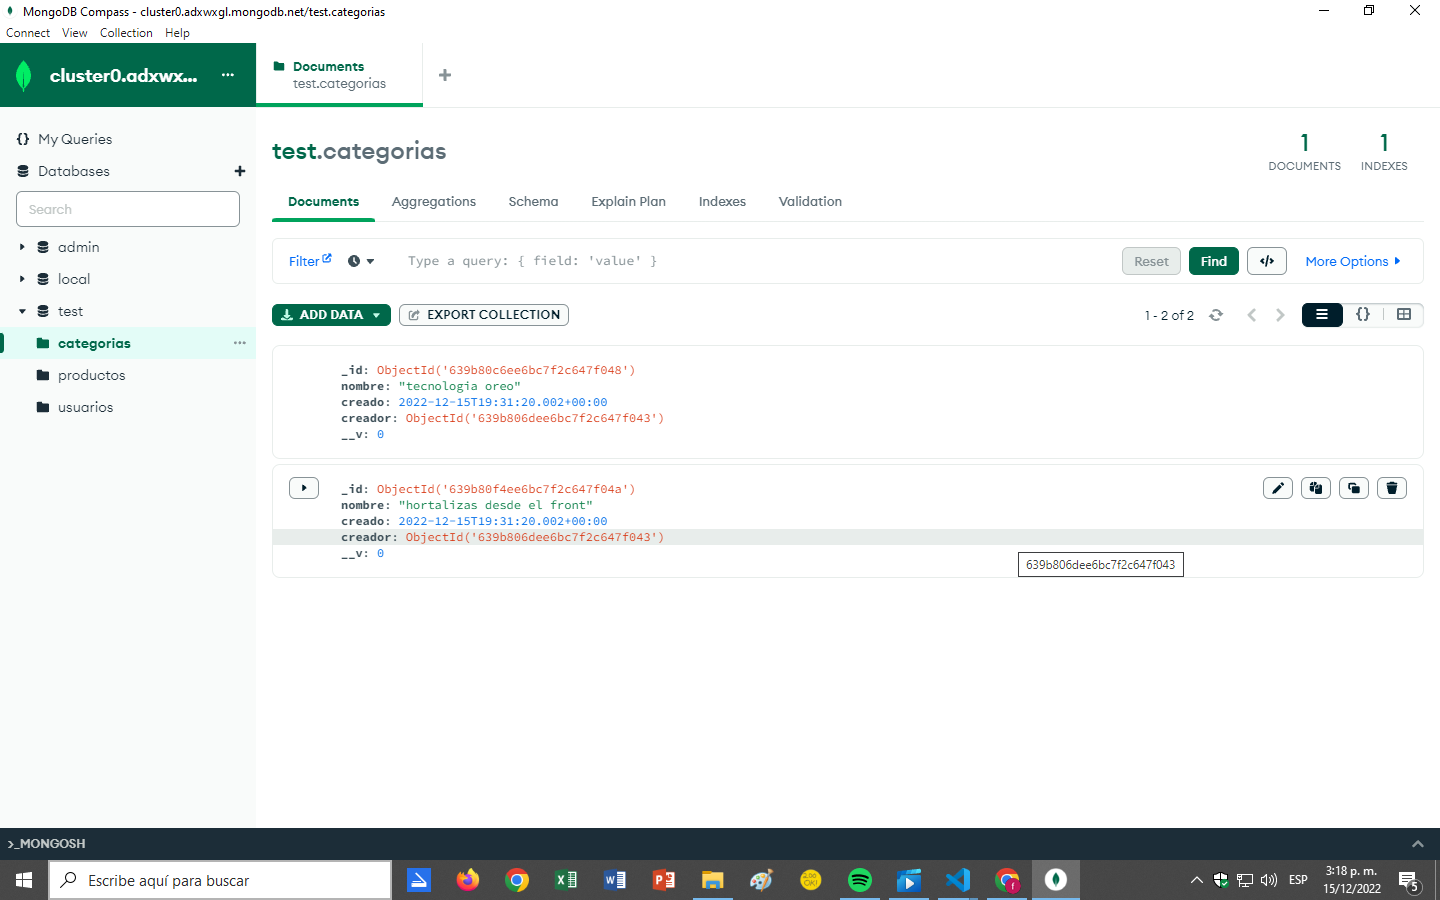 MongoDB Compass - cluster0.adxwxgl.mongodb.net/test.categorias
Connect View Collection Help
cluster0.adxwx... ...
Documents
test.categorias
{} My Queries
Databases
Search
admin
local
test
categorias ...
productos
usuarios
test.categorias
1
DOCUMENTS
1
INDEXES
Documents Aggregations Schema Explain Plan Indexes Validation
Filter Type a query: { field: 'value' } Reset Find </> More Options
ADD DATA EXPORT COLLECTION 1 - 2 of 2 {}
_id: ObjectId('639b80c6ee6bc7f2c647f048')
nombre: "tecnologia oreo"
creado: 2022-12-15T19:31:20.002+00:00
creador: ObjectId('639b806dee6bc7f2c647f043')
__v: 0
_id: ObjectId('639b80f4ee6bc7f2c647f04a')
nombre: "hortalizas desde el front"
creado: 2022-12-15T19:31:20.002+00:00
creador: ObjectId('639b806dee6bc7f2c647f043')
__v: 0
639b806dee6bc7f2c647f043
>_MONGOSH
Escribe aquí para buscar
ESP
3:18 p. m.
15/12/2022
5